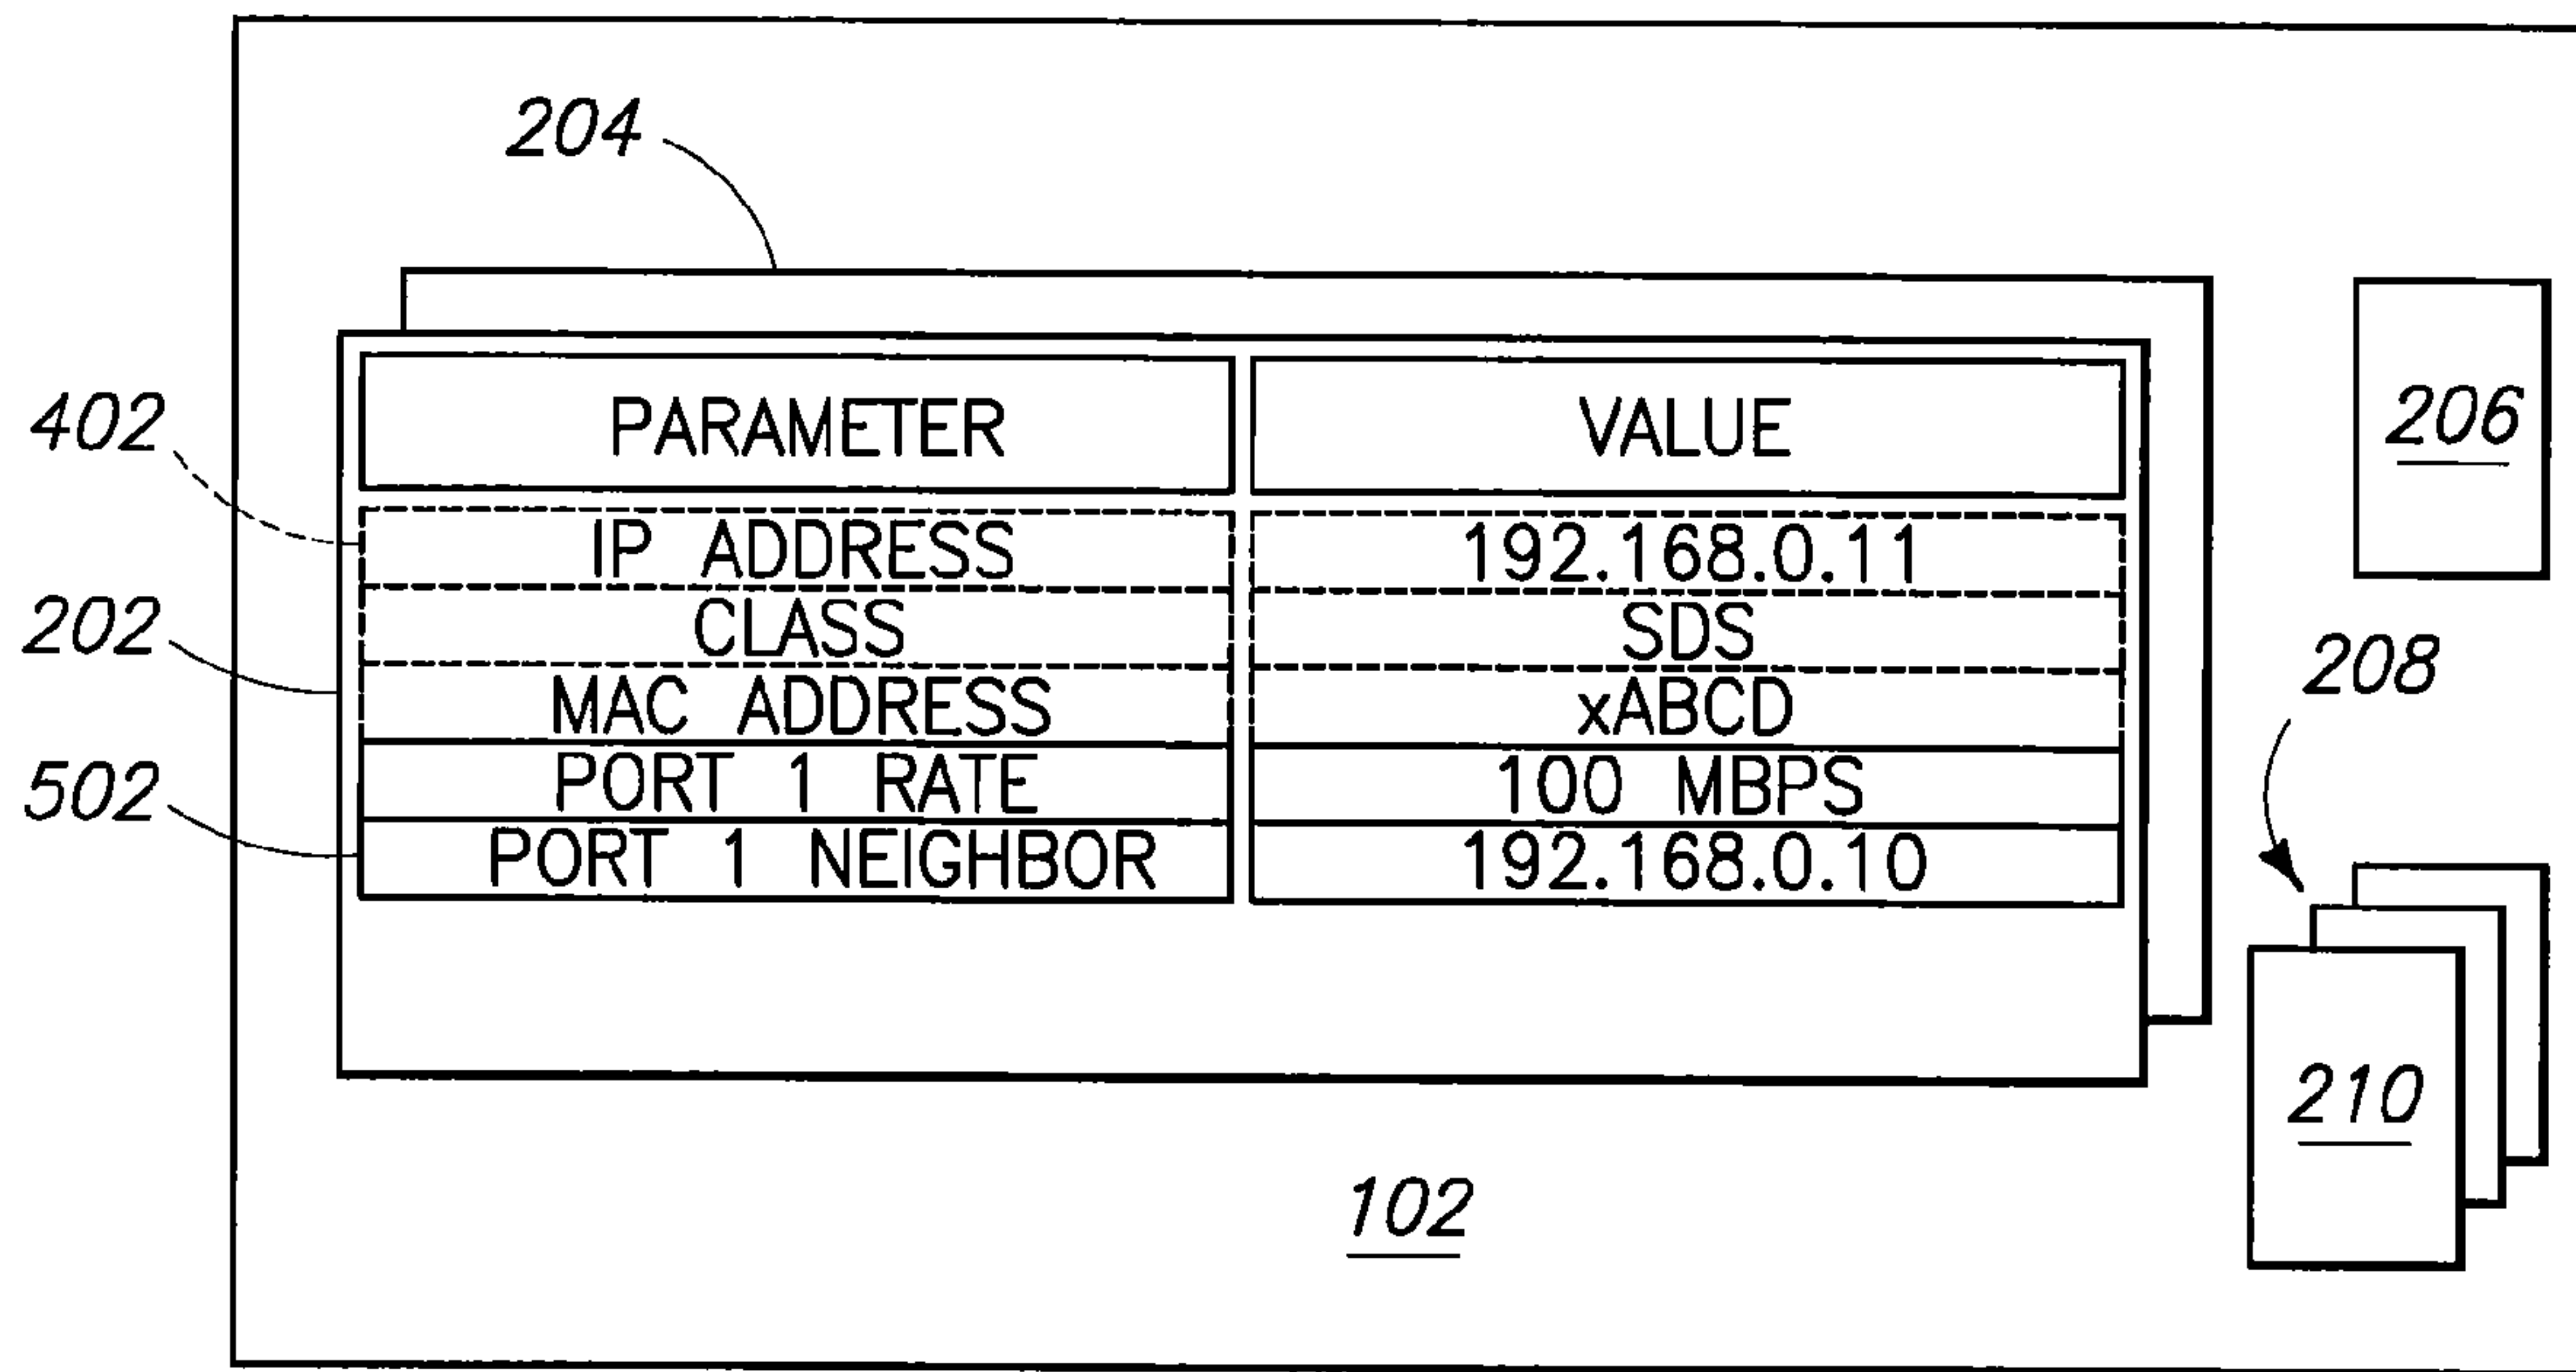 204
PARAMETER VALUE
206
402
IP ADDRESS 192.168.0.11
CLASS SDS
202
MAC ADDRESS xABCD
208
PORT 1 RATE 100 MBPS
502
PORT 1 NEIGHBOR 192.168.0.10
210
102